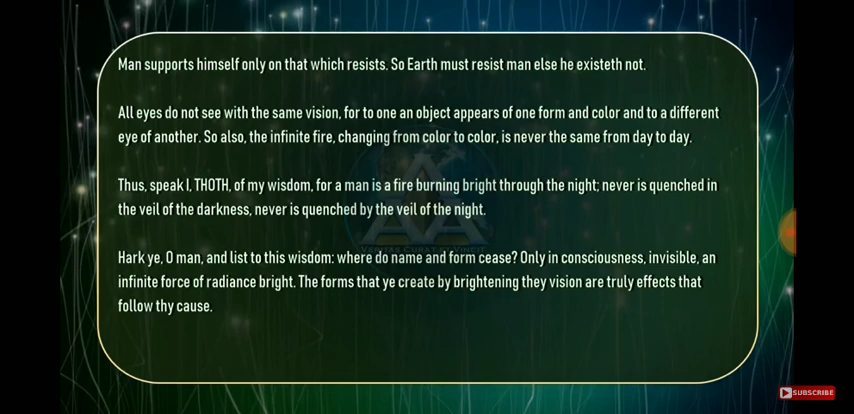 Man supports himself only on that which resists. So Earth must resist man else he existeth not.
All eyes do not see with the same vision, for to one an object appears of one form and color and to a different
eye of another. So also, the infinite fire, changing from color to color, is never the same from day to day.
Thus, speak I, THOTH, of my wisdom, for a man is a fire burning bright through the night; never is quenched in
the veil of the darkness, never is quenched by the veil of the night.
VERITAS CURAT ET VINCIT
Hark ye, O man, and list to this wisdom: where do name and form cease? Only in consciousness, invisible, an
infinite force of radiance bright. The forms that ye create by brightening they vision are truly effects that
follow thy cause.
SUBSCRIBE